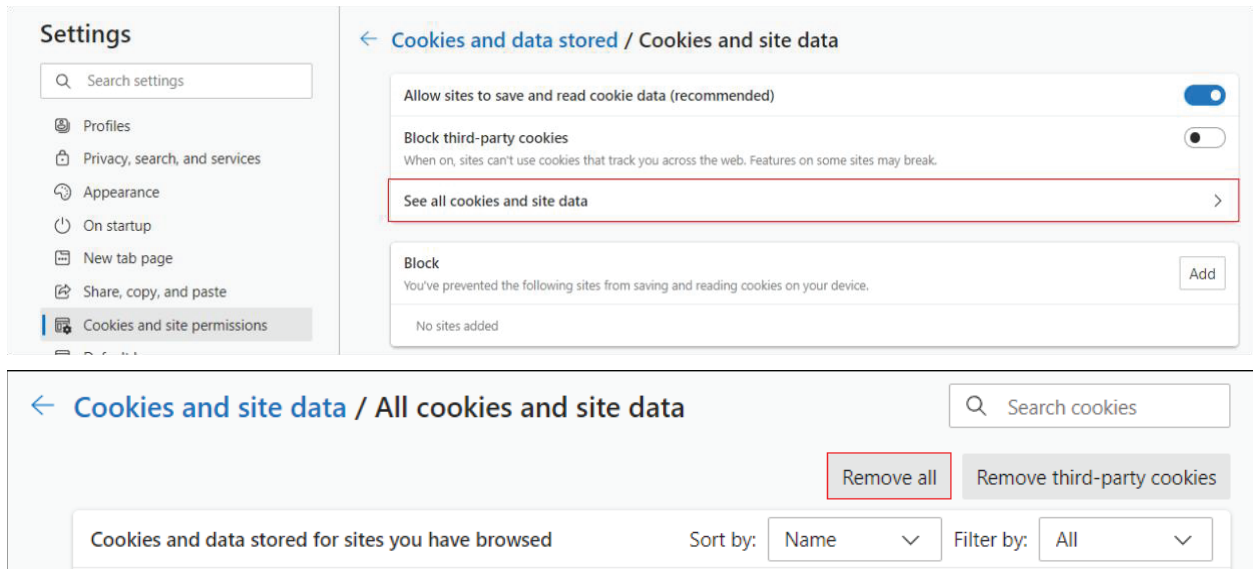 Settings
Search settings
Profiles
Privacy, search, and services
Appearance
On startup
New tab page
Share, copy, and paste
Cookies and site permissions
Cookies and data stored / Cookies and site data
Allow sites to save and read cookie data (recommended)
Block third-party cookies
When on, sites can't use cookies that track you across the web. Features on some sites may break.
See all cookies and site data
Block
Add
You've prevented the following sites from saving and reading cookies on your device.
No sites added
Cookies and site data / All cookies and site data
Search cookies
Remove all
Remove third-party cookies
Cookies and data stored for sites you have browsed
Sort by: Name
Filter by: All